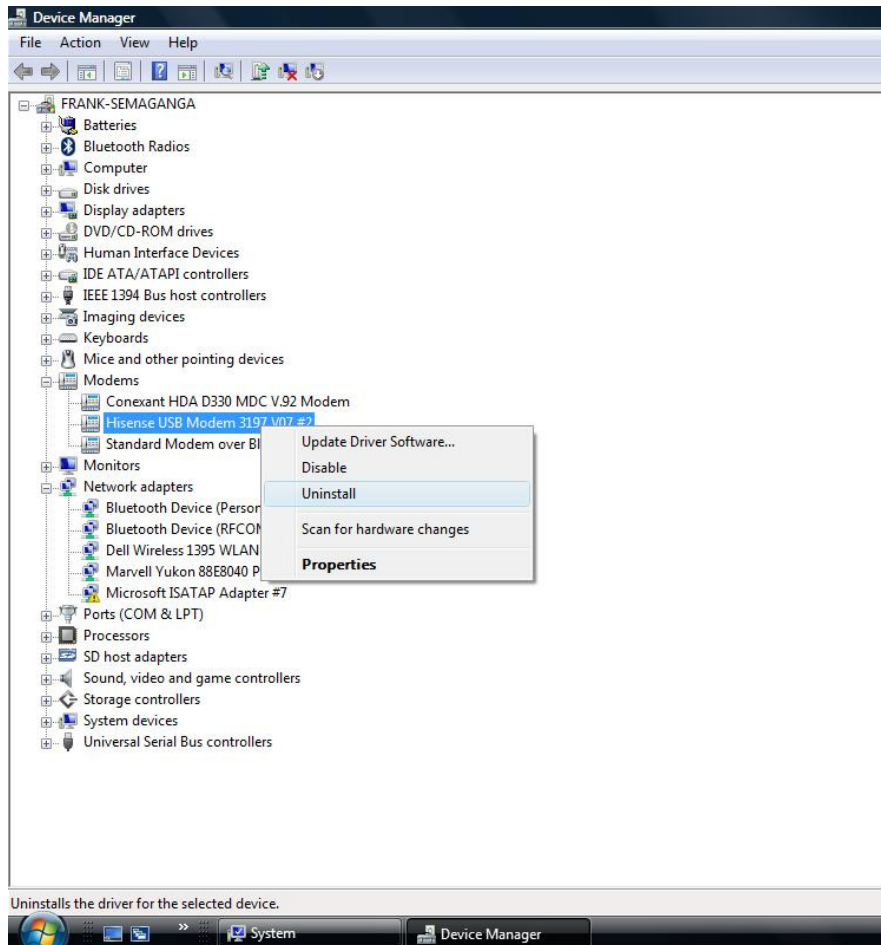 Device Manager
File Action View Help
FRANK-SEMAGANGA
Batteries
Bluetooth Radios
Computer
Disk drives
Display adapters
DVD/CD-ROM drives
Human Interface Devices
IDE ATA/ATAPI controllers
IEEE 1394 Bus host controllers
Imaging devices
Keyboards
Mice and other pointing devices
Modems
Conexant HDA D330 MDC V.92 Modem
Hisense USB Modem 3197 V07 #2
Standard Modem over Bl
Update Driver Software...
Disable
Uninstall
Scan for hardware changes
Properties
Monitors
Network adapters
Bluetooth Device (Person
Bluetooth Device (RFCOM
Dell Wireless 1395 WLAN
Marvell Yukon 88E8040 P
Microsoft ISATAP Adapter #7
Ports (COM & LPT)
Processors
SD host adapters
Sound, video and game controllers
Storage controllers
System devices
Universal Serial Bus controllers
Uninstalls the driver for the selected device.
System Device Manager